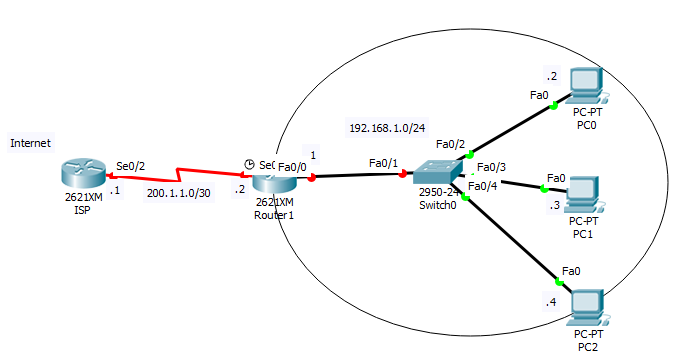 Internet
Se0/2
.1
2621XM
ISP
200.1.1.0/30
.2
Fa0/0
1
2621XM
Router1
192.168.1.0/24
Fa0/1
Fa0/2
Fa0/3
Fa0/4
2950-24
Switch0
.2
Fa0
PC-PT
PC0
Fa0
.3
PC-PT
PC1
Fa0
.4
PC-PT
PC2